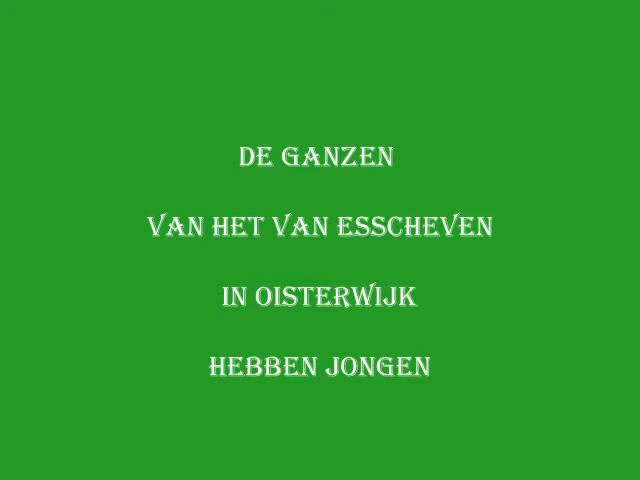 DE GANZEN
VAN HET VAN ESSCHEVEN
IN OISTERWIJK
HEBBEN JONGEN